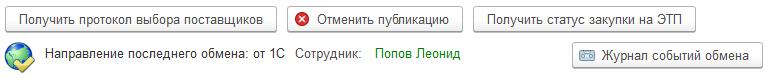 Получить протокол выбора поставщиков Отменить публикацию Получить статус закупки на ЭТП
Направление последнего обмена: от 1С Сотрудник: Попов Леонид Журнал событий обмена